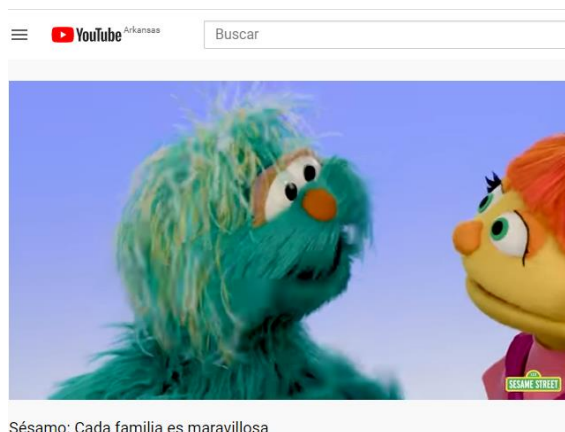 YouTube Arkansas
Buscar
SESAME STREET
Sésamo: Cada familia es maravillosa